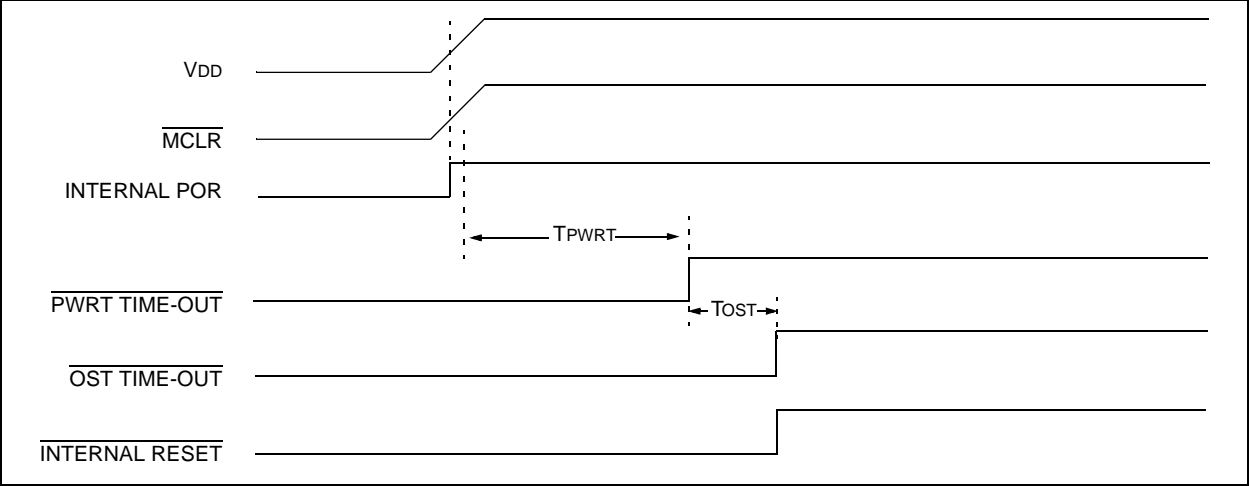 VDD
MCLR
INTERNAL POR
TPWRT
PWRT TIME-OUT
TOST
OST TIME-OUT
INTERNAL RESET